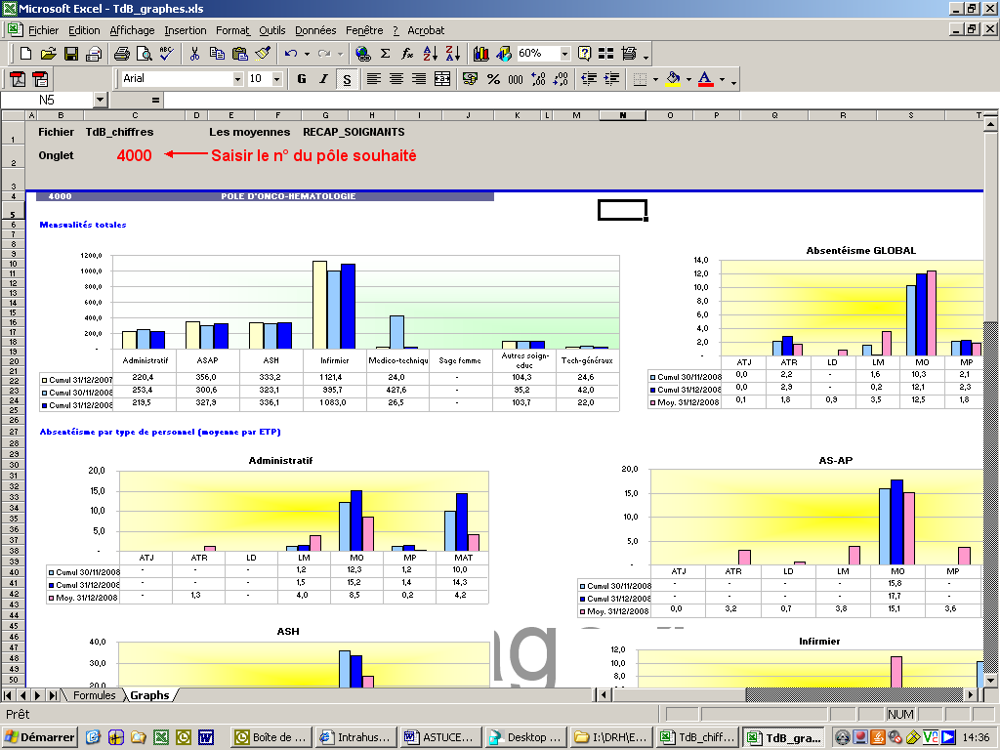 Microsoft Excel - TdB_graphes.xls
Fichier Edition Affichage Insertion Format Outils Données Fenêtre ? Acrobat
60%
Arial 10 G I S % 000
N5 =
A B C D E F G H I J K L M N O P Q R S T
1 Fichier TdB_chiffres Les moyennes RECAP_SOIGNANTS
2 Onglet 4000 Saisir le n° du pôle souhaité
3
4 4000 POLE D'ONCO-HEMATOLOGIE
5
6 Mensualités totales
Absentéisme GLOBAL
1200,0
1000,0
800,0
600,0
400,0
200,0
-
Administratif ASAP ASH Infirmier Medico-techniqu Sage femme Autres soign-educ Tech-généraux
Cumul 31/12/2007 220,4 356,0 333,2 1 121,4 24,0 - 104,3 24,6
Cumul 30/11/2008 253,4 300,6 323,1 995,7 427,6 - 95,2 42,0
Cumul 31/12/2008 219,5 327,9 336,1 1 083,0 26,5 - 103,7 22,0
14,0
12,0
10,0
8,0
6,0
4,0
2,0
-
ATJ ATR LD LM MO MP
Cumul 30/11/2008 0,0 2,2 - 1,6 10,3 2,1
Cumul 31/12/2008 0,0 2,9 - 0,2 12,1 2,3
Moy. 31/12/2008 0,1 1,8 0,9 3,5 12,5 1,8
Absentéisme par type de personnel (moyenne par ETP)
Administratif
20,0
15,0
10,0
5,0
-
ATJ ATR LD LM MO MP MAT
Cumul 30/11/2008 - - - 1,2 12,3 1,2 10,0
Cumul 31/12/2008 - - - 1,5 15,2 1,4 14,3
Moy. 31/12/2008 - 1,3 - 4,0 8,5 0,2 4,2
AS-AP
20,0
15,0
10,0
5,0
-
ATJ ATR LD LM MO MP
Cumul 30/11/2008 - - - - 15,8 -
Cumul 31/12/2008 - - - - 17,7 -
Moy. 31/12/2008 0,0 3,2 0,7 3,8 15,1 3,6
ASH
40,0
30,0
20,0
Infirmier
12,0
10,0
8,0
Formules Graphs
Prêt NUM
Démarrer Boîte de ... Intrahus... ASTUCE... Desktop ... I:\DRH\E... TdB_chiff... TdB_gra... 14:36